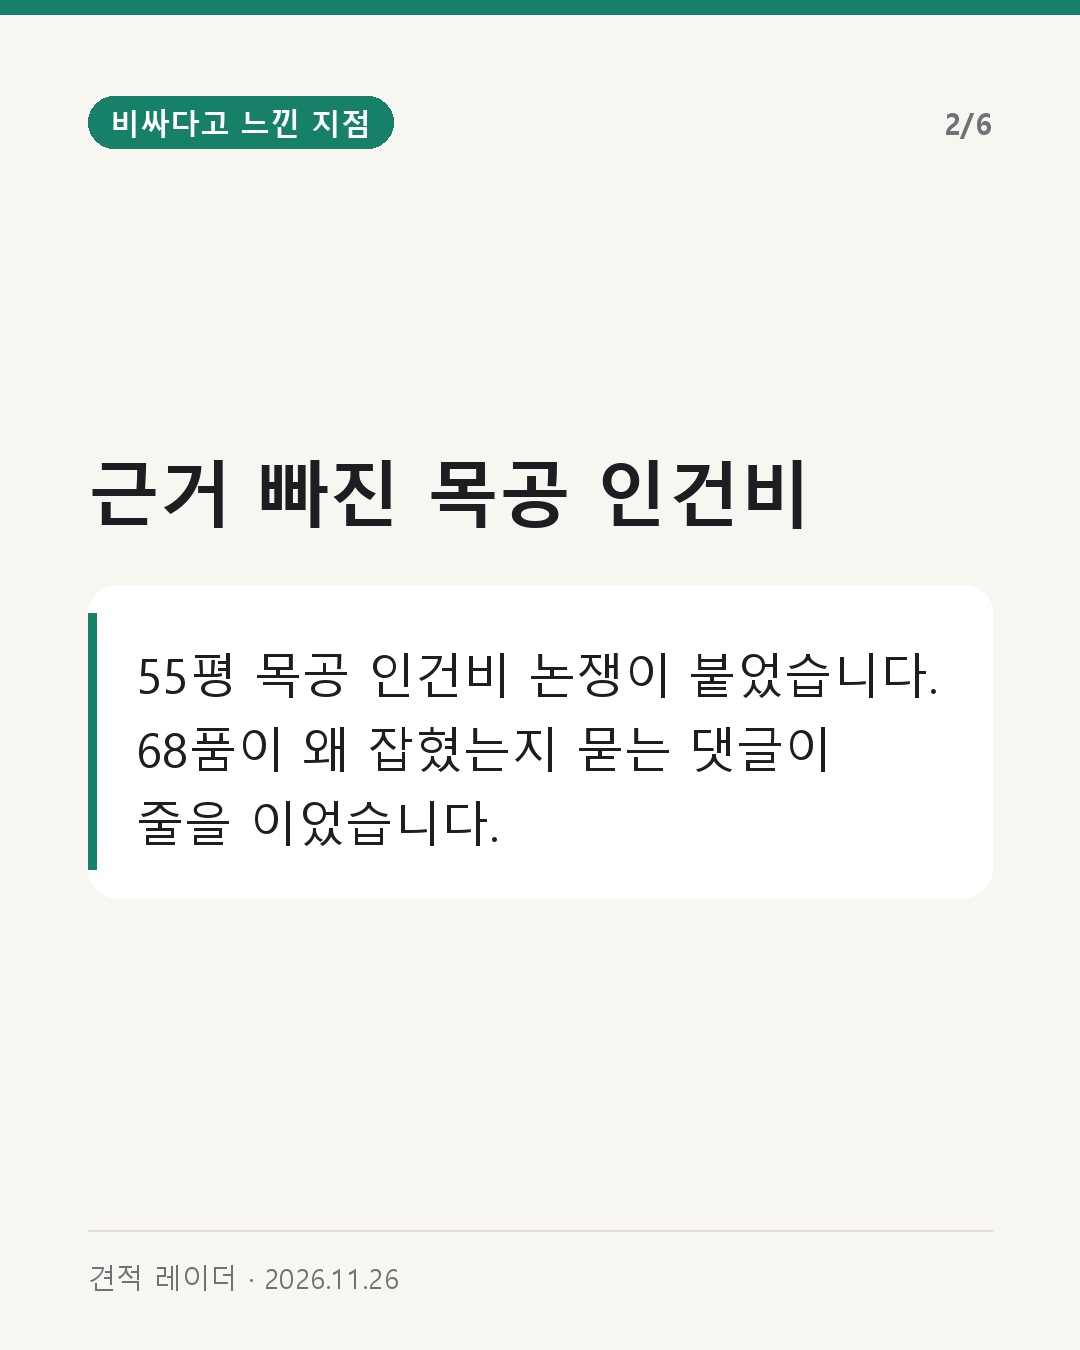 비싸다고 느낀 지점
2/6
근거 빠진 목공 인건비
55평 목공 인건비 논쟁이 붙었습니다.
68품이 왜 잡혔는지 묻는 댓글이
줄을 이었습니다.
견적 레이더 · 2026.11.26